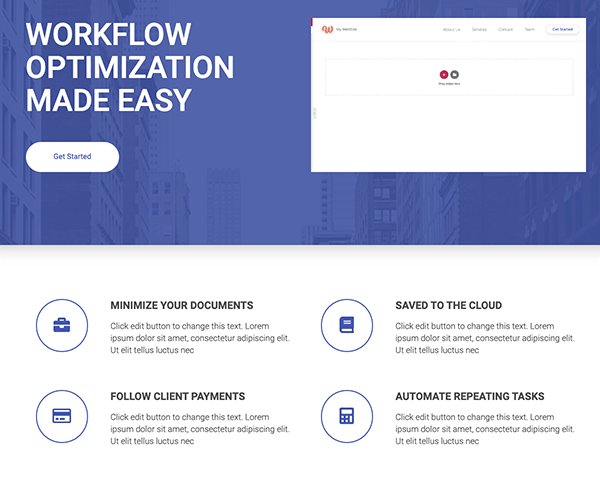 WORKFLOW
OPTIMIZATION
MADE EASY
Get Started
My Website
About Us Services Contact Team Get Started
Drag widget here
MINIMIZE YOUR DOCUMENTS
Click edit button to change this text. Lorem
ipsum dolor sit amet, consectetur adipiscing elit.
Ut elit tellus luctus nec
SAVED TO THE CLOUD
Click edit button to change this text. Lorem
ipsum dolor sit amet, consectetur adipiscing elit.
Ut elit tellus luctus nec
FOLLOW CLIENT PAYMENTS
Click edit button to change this text. Lorem
ipsum dolor sit amet, consectetur adipiscing elit.
Ut elit tellus luctus nec
AUTOMATE REPEATING TASKS
Click edit button to change this text. Lorem
ipsum dolor sit amet, consectetur adipiscing elit.
Ut elit tellus luctus nec